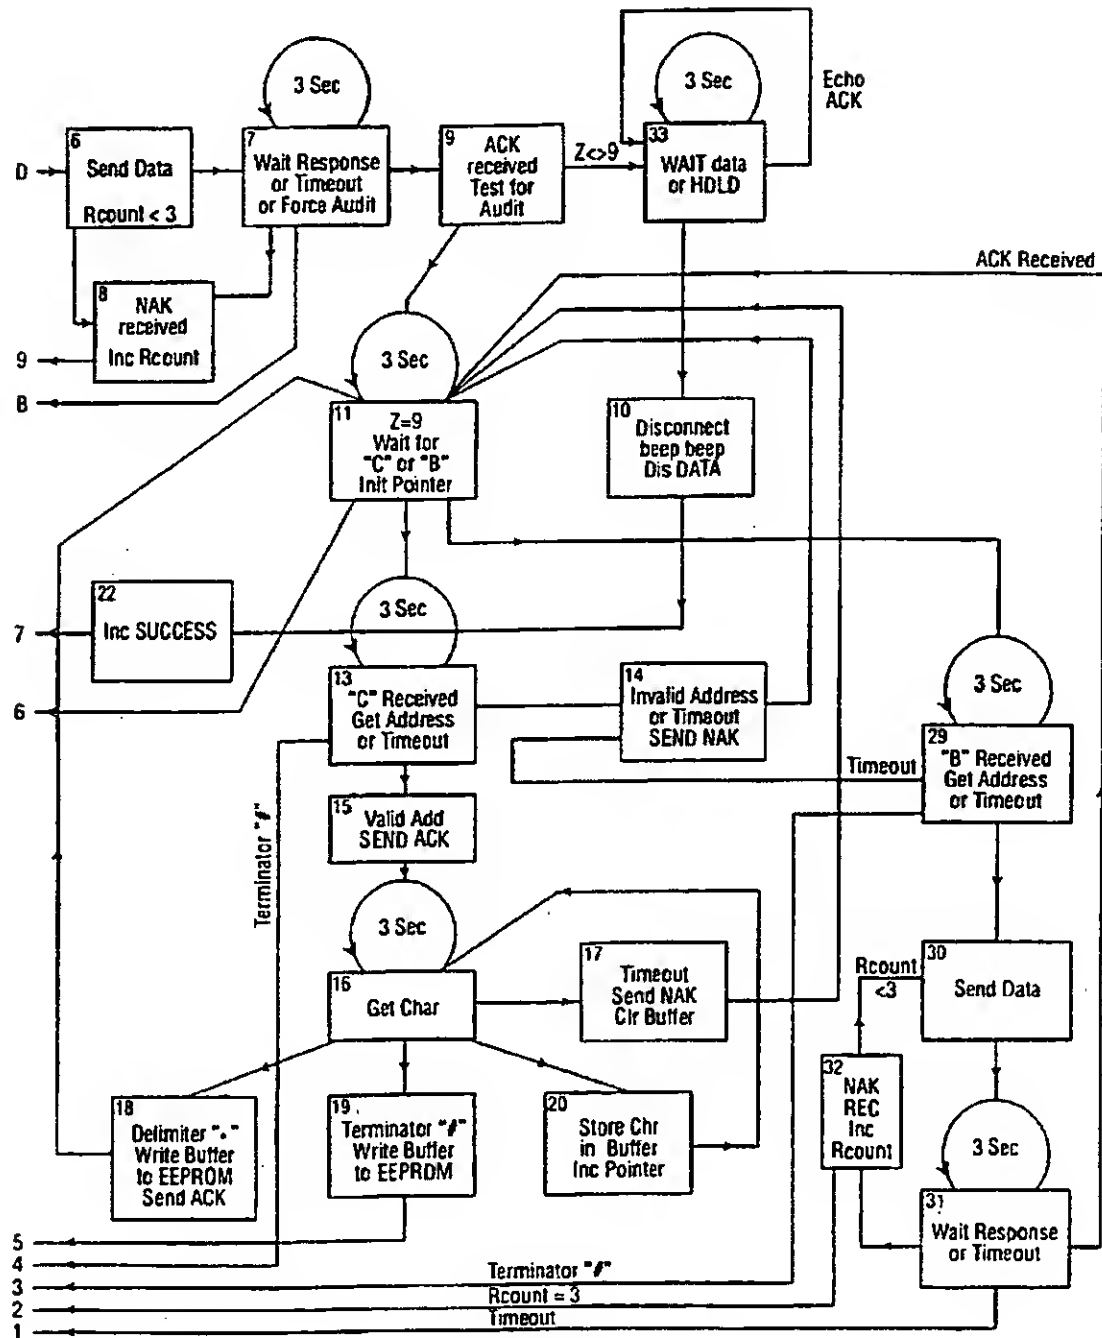 3 Sec
3 Sec
Echo
ACK
D
6
Send Data
Rcount < 3
7
Wait Response
or Timeout
or Force Audit
9
ACK
received
Test for
Audit
Z<>9
33
WAIT data
or HDLD
ACK Received
8
NAK
received
Inc Rcount
9
B
3 Sec
11
Z=9
Wait for
"C" or "B"
Init Pointer
10
Disconnect
beep beep
Dis DATA
22
Inc SUCCESS
7
6
3 Sec
13
"C" Received
Get Address
or Timeout
14
Invalid Address
or Timeout
SEND NAK
3 Sec
Timeout
29
"B" Received
Get Address
or Timeout
15
Valid Add
SEND ACK
Terminator "#"
3 Sec
16
Get Char
17
Timeout
Send NAK
Clr Buffer
Rcount
<3
30
Send Data
18
Delimiter "*"
Write Buffer
to EEPROM
Send ACK
19
Terminator "#"
Write Buffer
to EEPRDM
20
Store Chr
in Buffer
Inc Pointer
32
NAK
REC
Inc
Rcount
3 Sec
31
Wait Response
or Timeout
5
4
3
Terminator "#"
2
Rcount = 3
1
Timeout